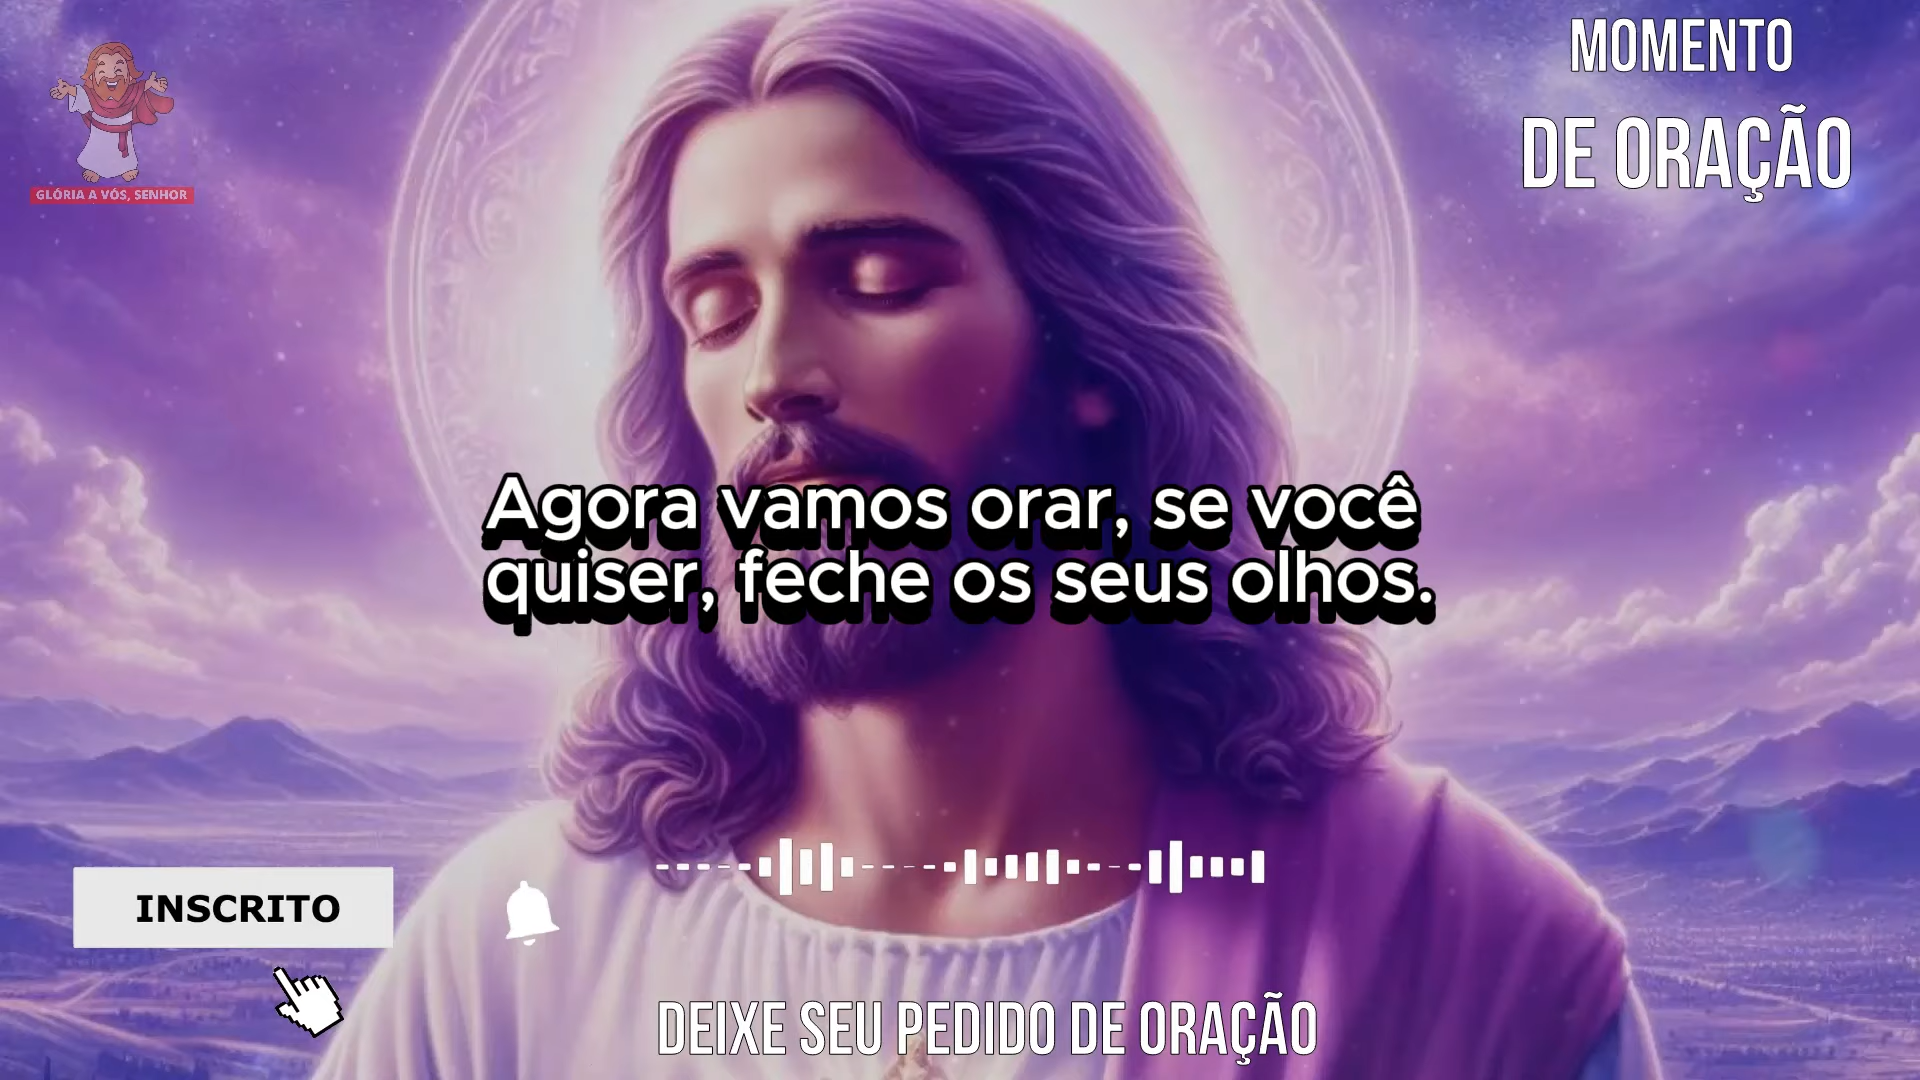 MOMENTO
DE ORAÇÃO
GLÓRIA A VÓS, SENHOR
Agora vamos orar, se você
quiser, feche os seus olhos.
INSCRITO
DEIXE SEU PEDIDO DE ORAÇÃO